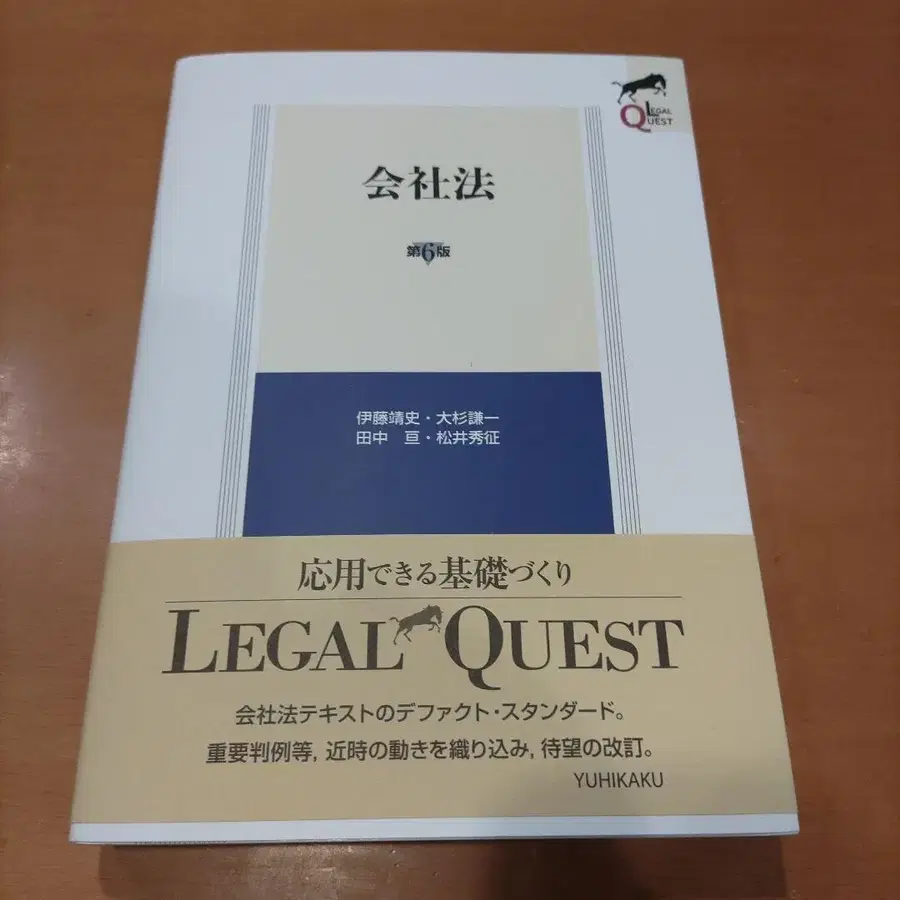 LEGAL
QUEST
会社法
第6版
伊藤靖史・大杉謙一
田中　亘・松井秀征
応用できる基礎づくり
LEGAL QUEST
会社法テキストのデファクト・スタンダード。
重要判例等, 近時の動きを織り込み, 待望の改訂。
YUHIKAKU